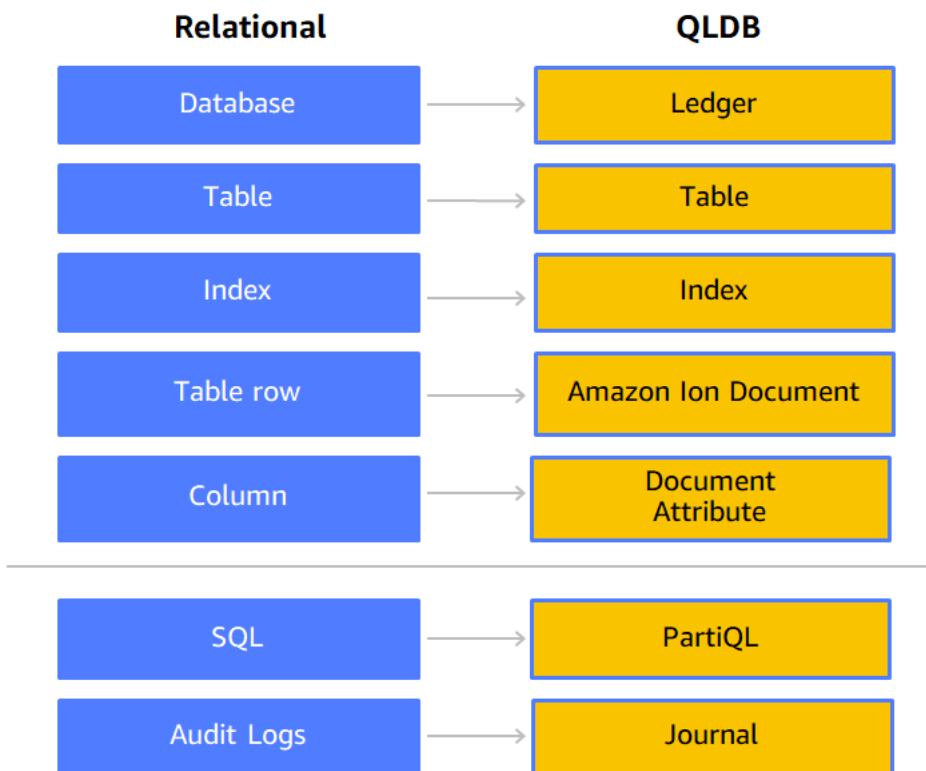 Relational QLDB
Database Ledger
Table Table
Index Index
Table row Amazon Ion Document
Column Document
Attribute
SQL PartiQL
Audit Logs Journal